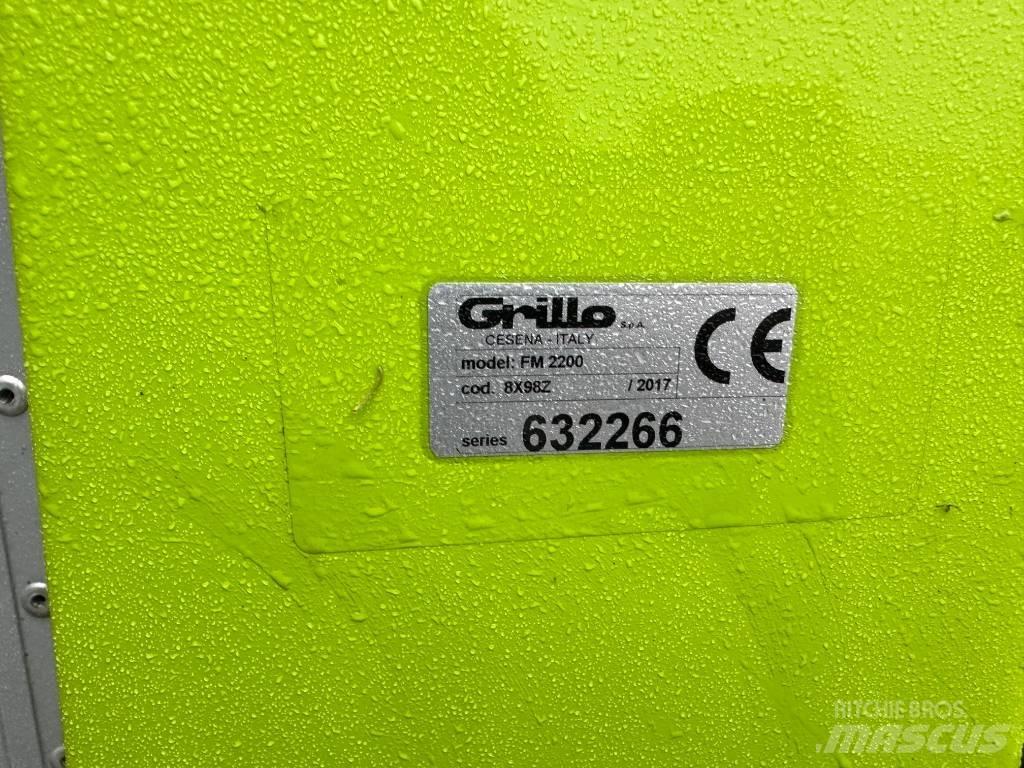 Grillo S.p.A.
CESENA - ITALY
model: FM 2200
cod. 8X98Z / 2017
series 632266
CE
RITCHIE BROS.
MASCUS